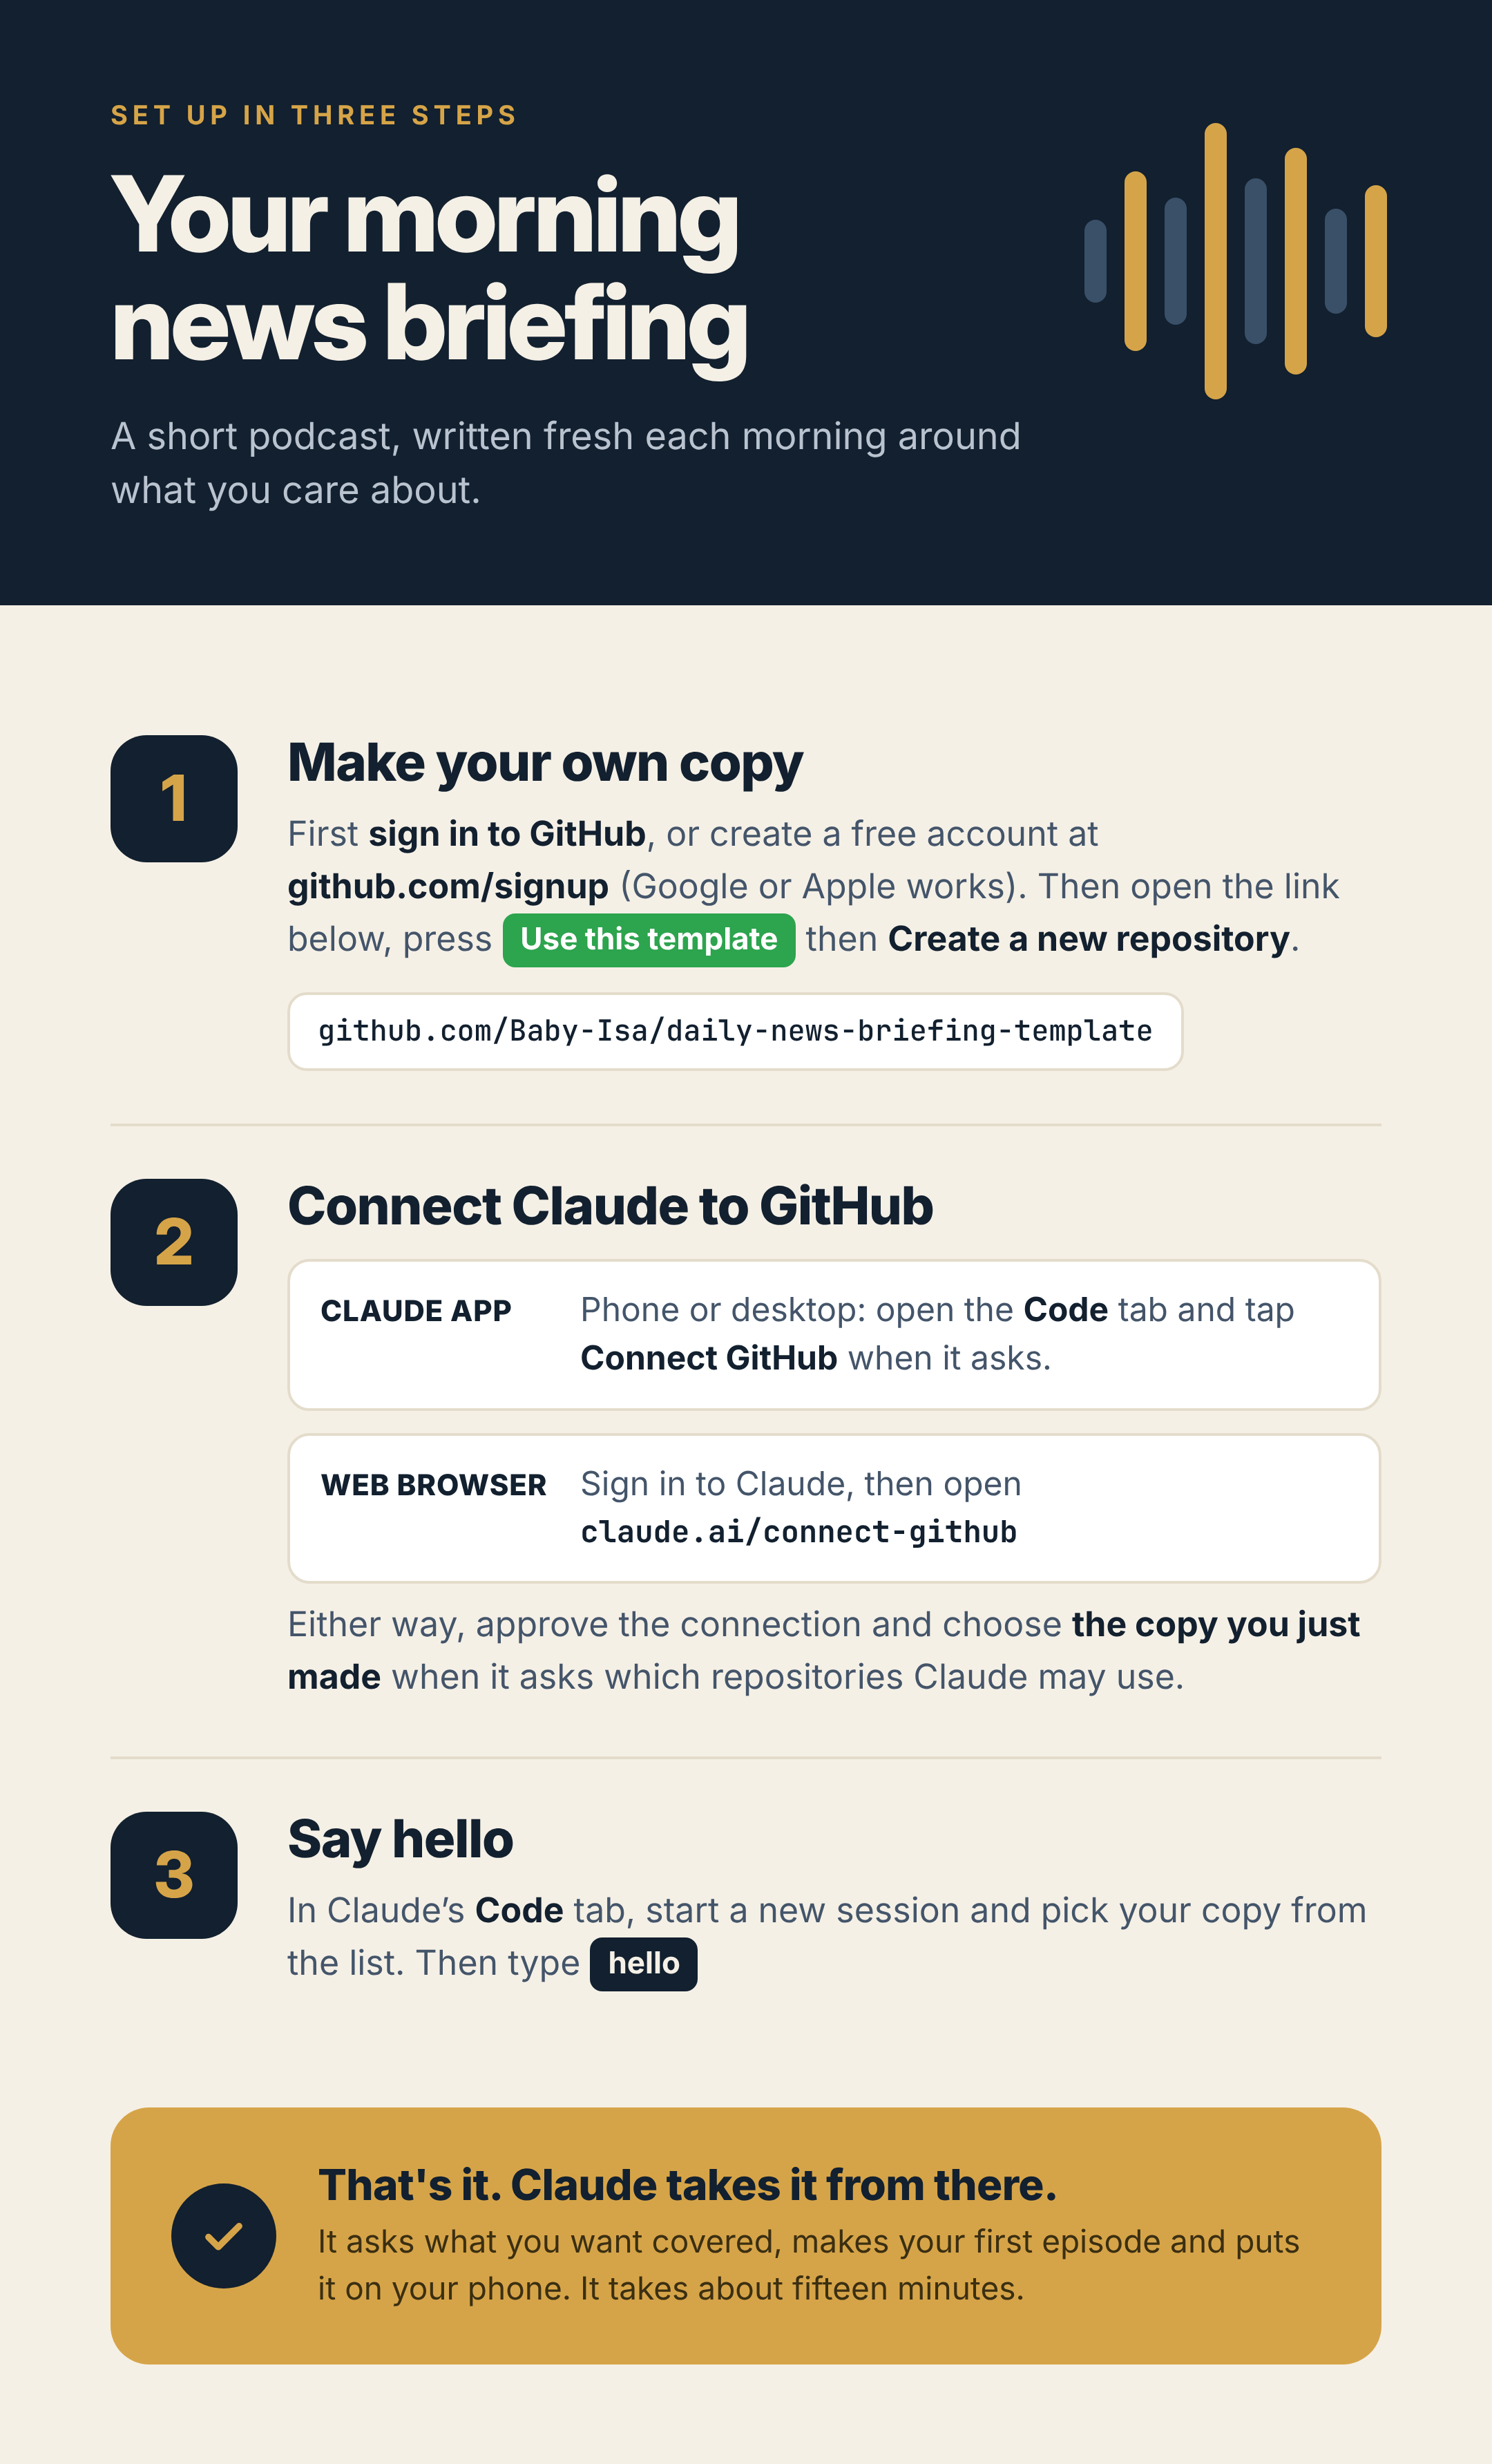 SET UP IN THREE STEPS
Your morning
news briefing
A short podcast, written fresh each morning around
what you care about.
1
Make your own copy
First sign in to GitHub, or create a free account at
github.com/signup (Google or Apple works). Then open the link
below, press Use this template then Create a new repository.
github.com/Baby-Isa/daily-news-briefing-template
2
Connect Claude to GitHub
CLAUDE APP Phone or desktop: open the Code tab and tap
Connect GitHub when it asks.
WEB BROWSER Sign in to Claude, then open
claude.ai/connect-github
Either way, approve the connection and choose the copy you just
made when it asks which repositories Claude may use.
3
Say hello
In Claude’s Code tab, start a new session and pick your copy from
the list. Then type hello
That's it. Claude takes it from there.
It asks what you want covered, makes your first episode and puts
it on your phone. It takes about fifteen minutes.